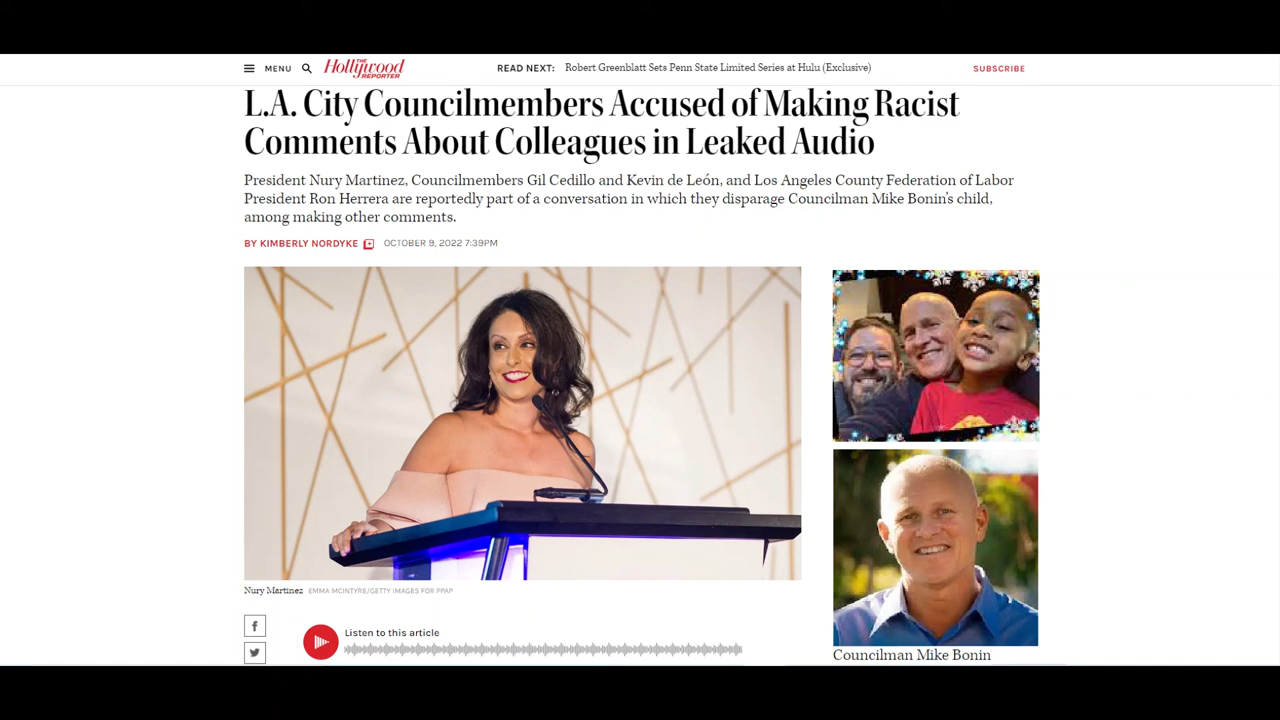 MENU
THE
Hollywood
REPORTER
READ NEXT: Robert Greenblatt Sets Penn State Limited Series at Hulu (Exclusive)
SUBSCRIBE
L.A. City Councilmembers Accused of Making Racist
Comments About Colleagues in Leaked Audio
President Nury Martinez, Councilmembers Gil Cedillo and Kevin de León, and Los Angeles County Federation of Labor
President Ron Herrera are reportedly part of a conversation in which they disparage Councilman Mike Bonin's child,
among making other comments.
BY KIMBERLY NORDYKE OCTOBER 9, 2022 7:39PM
Nury Martinez EMMA MCINTYRE/GETTY IMAGES FOR PPAP
Listen to this article
Councilman Mike Bonin